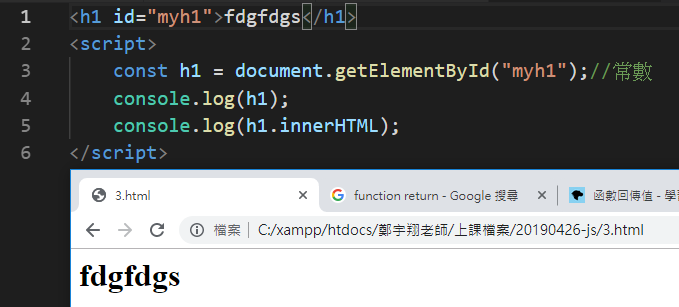 1 <h1 id="myh1">fdgfdgs</h1>
2 <script>
3 const h1 = document.getElementById("myh1");//常數
4 console.log(h1);
5 console.log(h1.innerHTML);
6 </script>
3.html × function return - Google 搜尋 × 函數回傳值 - 學
檔案 | C:/xampp/htdocs/鄭宇翔老師/上課檔案/20190426-js/3.html
fdgfdgs